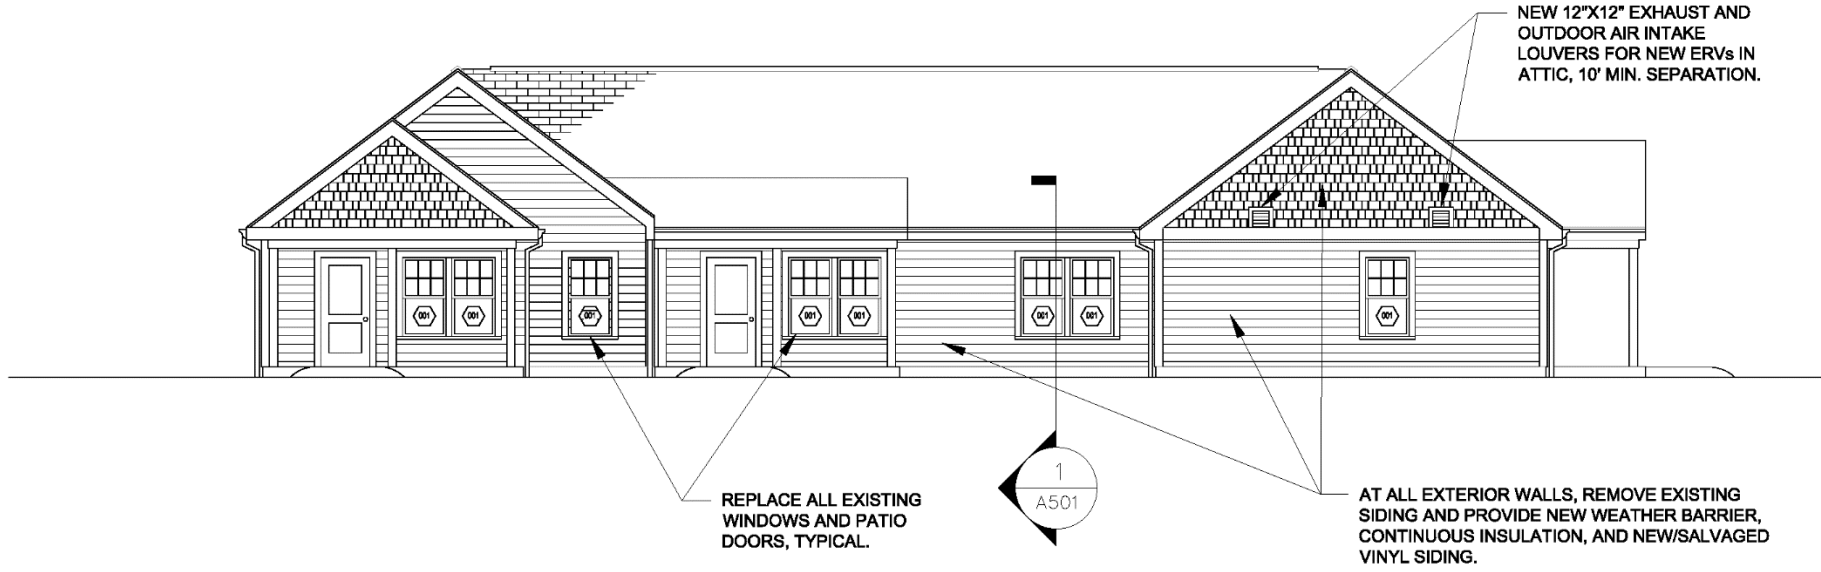 NEW 12"X12" EXHAUST AND
OUTDOOR AIR INTAKE
LOUVERS FOR NEW ERVs IN
ATTIC, 10' MIN. SEPARATION.
001 001 001 001 001 001 001 001
1
A501
REPLACE ALL EXISTING
WINDOWS AND PATIO
DOORS, TYPICAL.
AT ALL EXTERIOR WALLS, REMOVE EXISTING
SIDING AND PROVIDE NEW WEATHER BARRIER,
CONTINUOUS INSULATION, AND NEW/SALVAGED
VINYL SIDING.